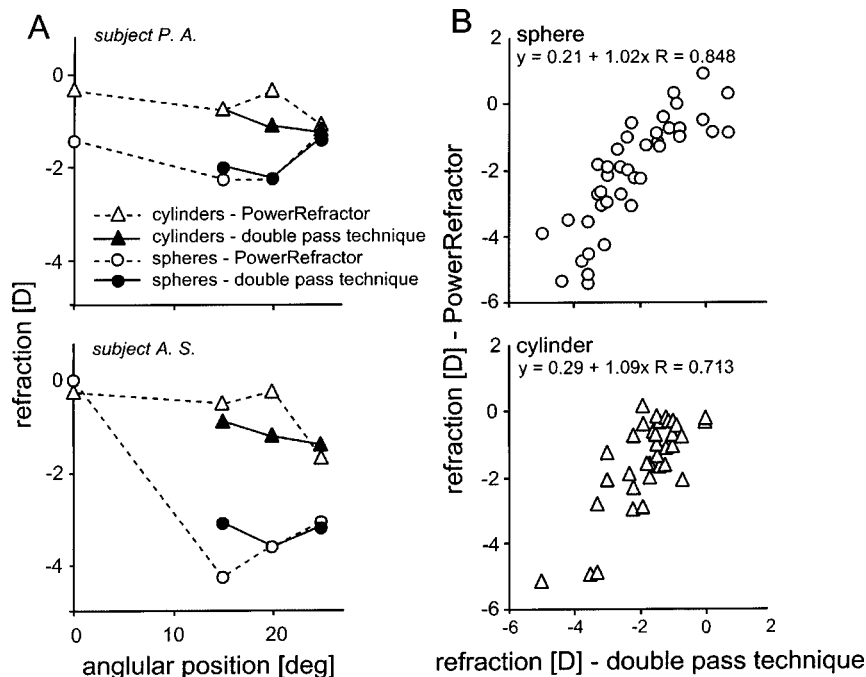 A
subject P. A.
0
-2
-4
cylinders - PowerRefractor
cylinders - double pass technique
spheres - PowerRefractor
spheres - double pass technique
refraction [D]
subject A. S.
0
-2
-4
0
10
20
anglular position [deg]
B
sphere
y = 0.21 + 1.02x R = 0.848
2
0
-2
-4
-6
refraction [D] - PowerRefractor
cylinder
y = 0.29 + 1.09x R = 0.713
2
0
-2
-4
-6
-6
-4
-2
0
2
refraction [D] - double pass technique